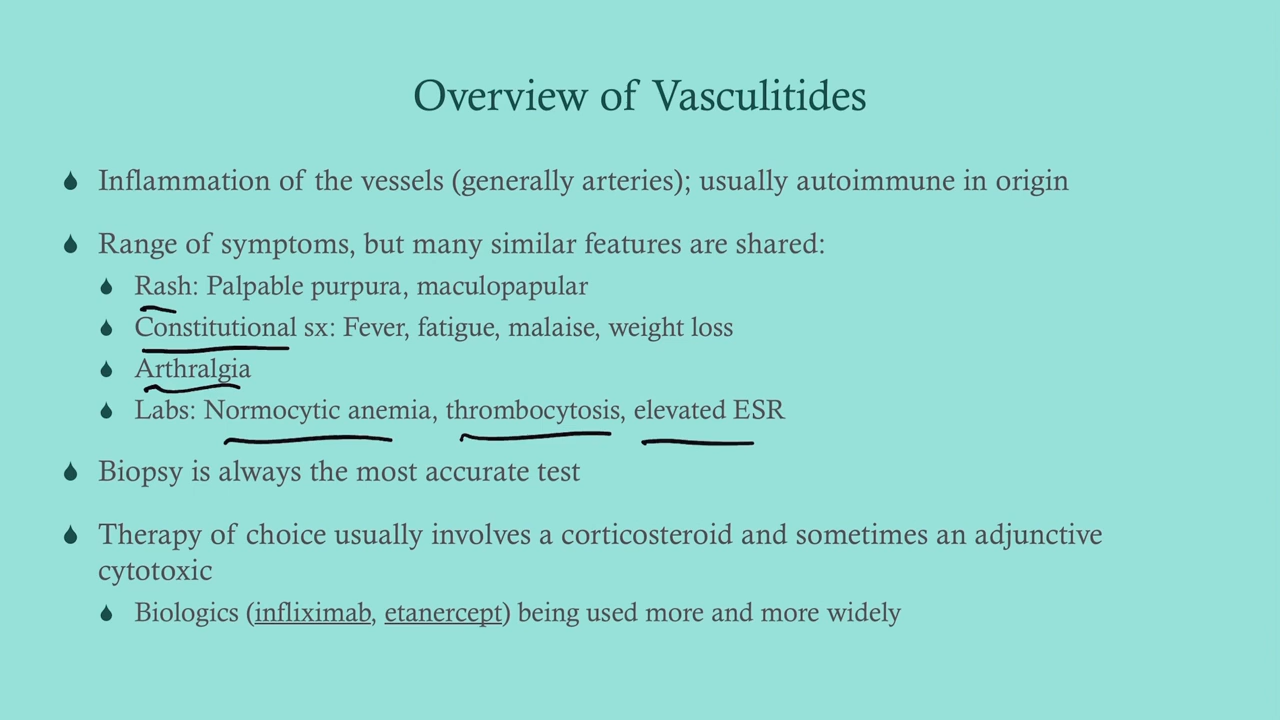 Overview of Vasculitides
Inflammation of the vessels (generally arteries); usually autoimmune in origin
Range of symptoms, but many similar features are shared:
Rash: Palpable purpura, maculopapular
Constitutional sx: Fever, fatigue, malaise, weight loss
Arthralgia
Labs: Normocytic anemia, thrombocytosis, elevated ESR
Biopsy is always the most accurate test
Therapy of choice usually involves a corticosteroid and sometimes an adjunctive
cytotoxic
Biologics (infliximab, etanercept) being used more and more widely